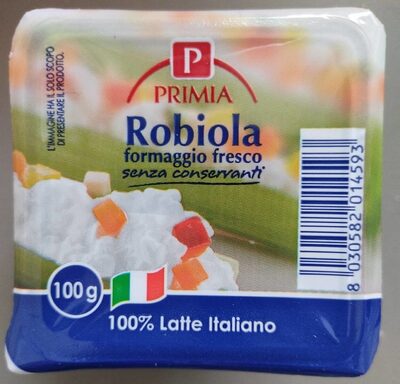 P
PRIMIA
Robiola
formaggio fresco
senza conservanti
L'IMMAGINE HA IL SOLO SCOPO
DI PRESENTARE IL PRODOTTO.
8 030582 014593
100 g
100% Latte Italiano